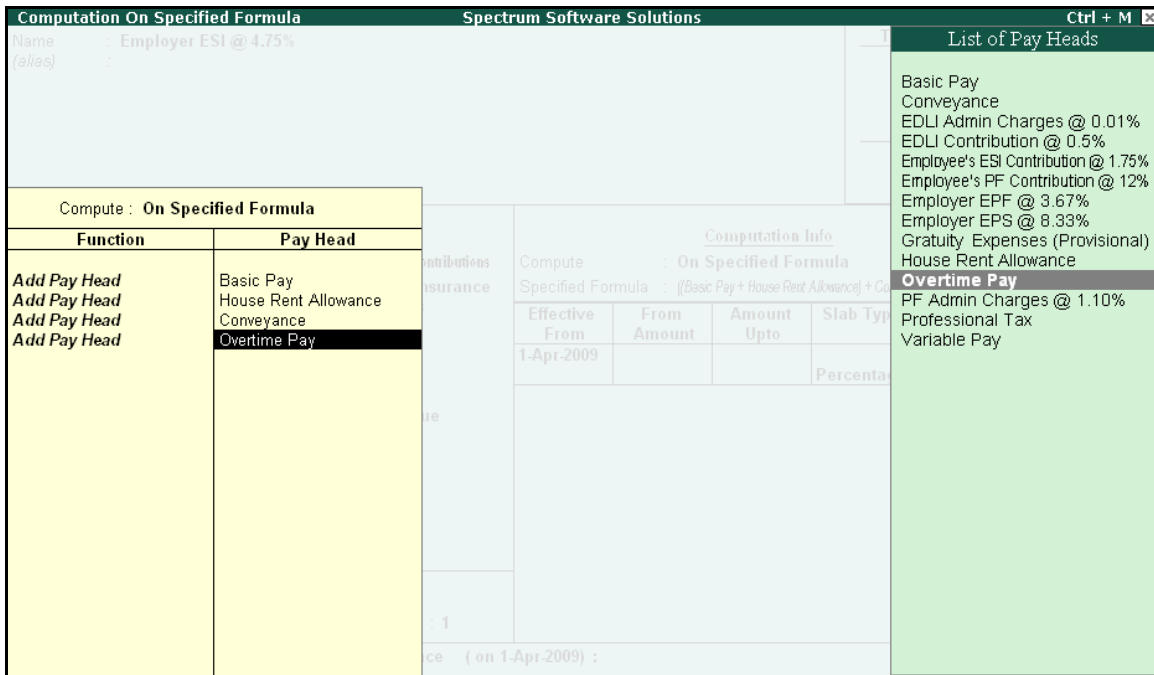 Computation On Specified Formula Spectrum Software Solutions Ctrl + M
Name : Employer ESI @ 4.75%
(alias) :
List of Pay Heads
Basic Pay
Conveyance
EDLI Admin Charges @ 0.01%
EDLI Contribution @ 0.5%
Employee's ESI Contribution @ 1.75%
Employee's PF Contribution @ 12%
Employer EPF @ 3.67%
Employer EPS @ 8.33%
Gratuity Expenses (Provisional)
House Rent Allowance
Overtime Pay
PF Admin Charges @ 1.10%
Professional Tax
Variable Pay
Compute : On Specified Formula
Function Pay Head
Add Pay Head Basic Pay
Add Pay Head House Rent Allowance
Add Pay Head Conveyance
Add Pay Head Overtime Pay
Computation Info
Compute : On Specified Formula
Specified Formula : ((Basic Pay + House Rent Allowance) + Co
Effective From Amount Slab Typ
From Amount Upto
1-Apr-2009
Percenta
: 1
( on 1-Apr-2009) :